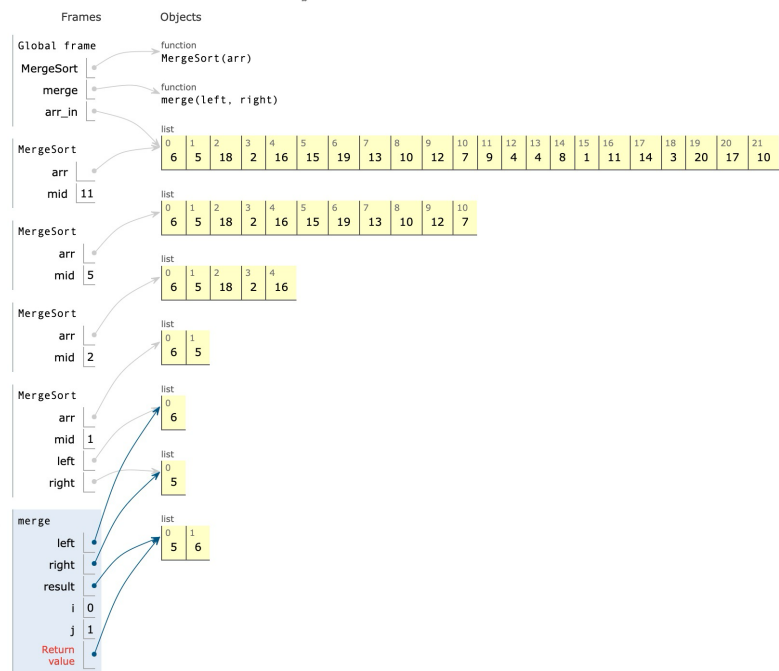 Frames Objects
Global frame
MergeSort
merge
arr_in
function
MergeSort(arr)
function
merge(left, right)
list
0 1 2 3 4 5 6 7 8 9 10 11 12 13 14 15 16 17 18 19 20 21
6 5 18 2 16 15 19 13 10 12 7 9 4 4 8 1 11 14 3 20 17 10
MergeSort
arr
mid 11
list
0 1 2 3 4 5 6 7 8 9 10
6 5 18 2 16 15 19 13 10 12 7
MergeSort
arr
mid 5
list
0 1 2 3 4
6 5 18 2 16
MergeSort
arr
mid 2
list
0 1
6 5
MergeSort
arr
mid 1
left
right
list
0
6
list
0
5
merge
left
right
result
i 0
j 1
Return
value
list
0 1
5 6